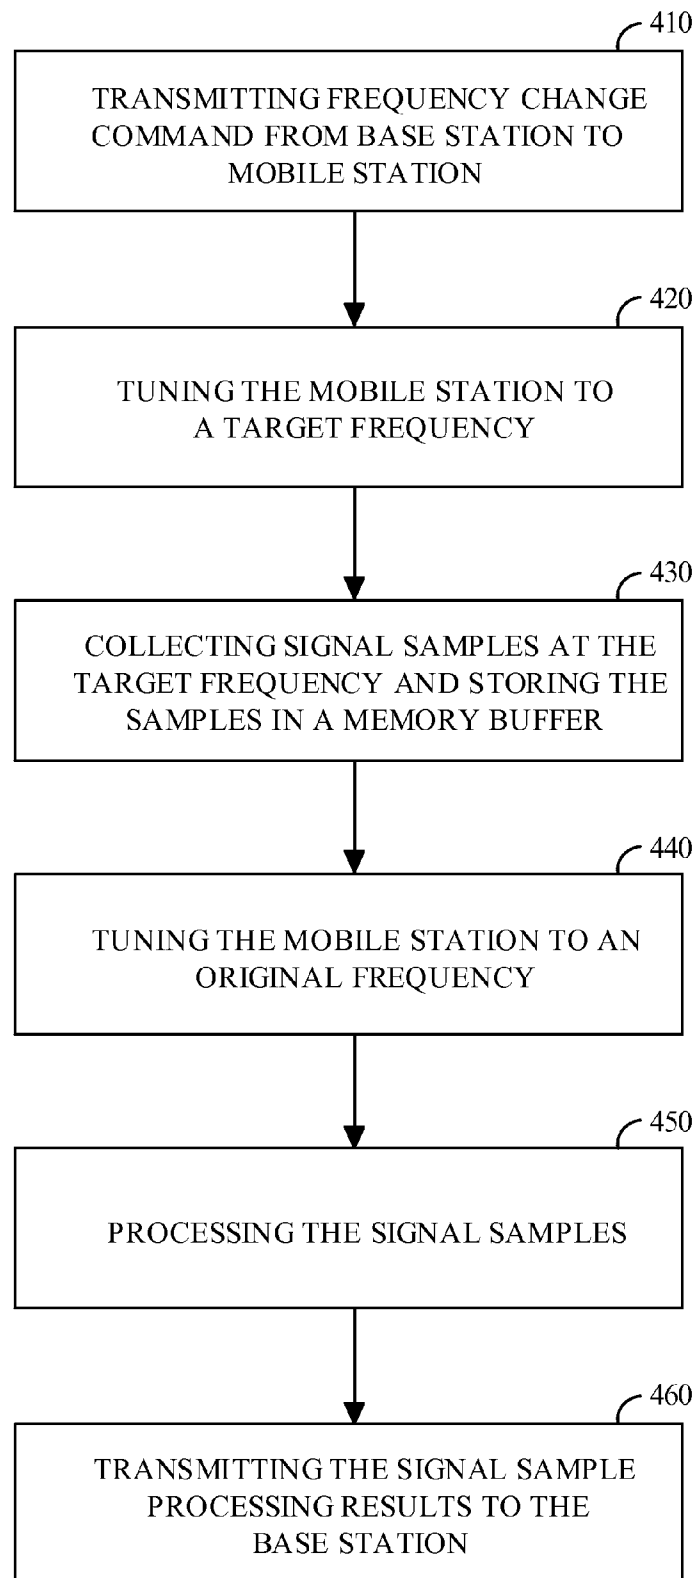 410
TRANSMITTING FREQUENCY CHANGE
COMMAND FROM BASE STATION TO
MOBILE STATION
420
TUNING THE MOBILE STATION TO
A TARGET FREQUENCY
430
COLLECTING SIGNAL SAMPLES AT THE
TARGET FREQUENCY AND STORING THE
SAMPLES IN A MEMORY BUFFER
440
TUNING THE MOBILE STATION TO AN
ORIGINAL FREQUENCY
450
PROCESSING THE SIGNAL SAMPLES
460
TRANSMITTING THE SIGNAL SAMPLE
PROCESSING RESULTS TO THE
BASE STATION